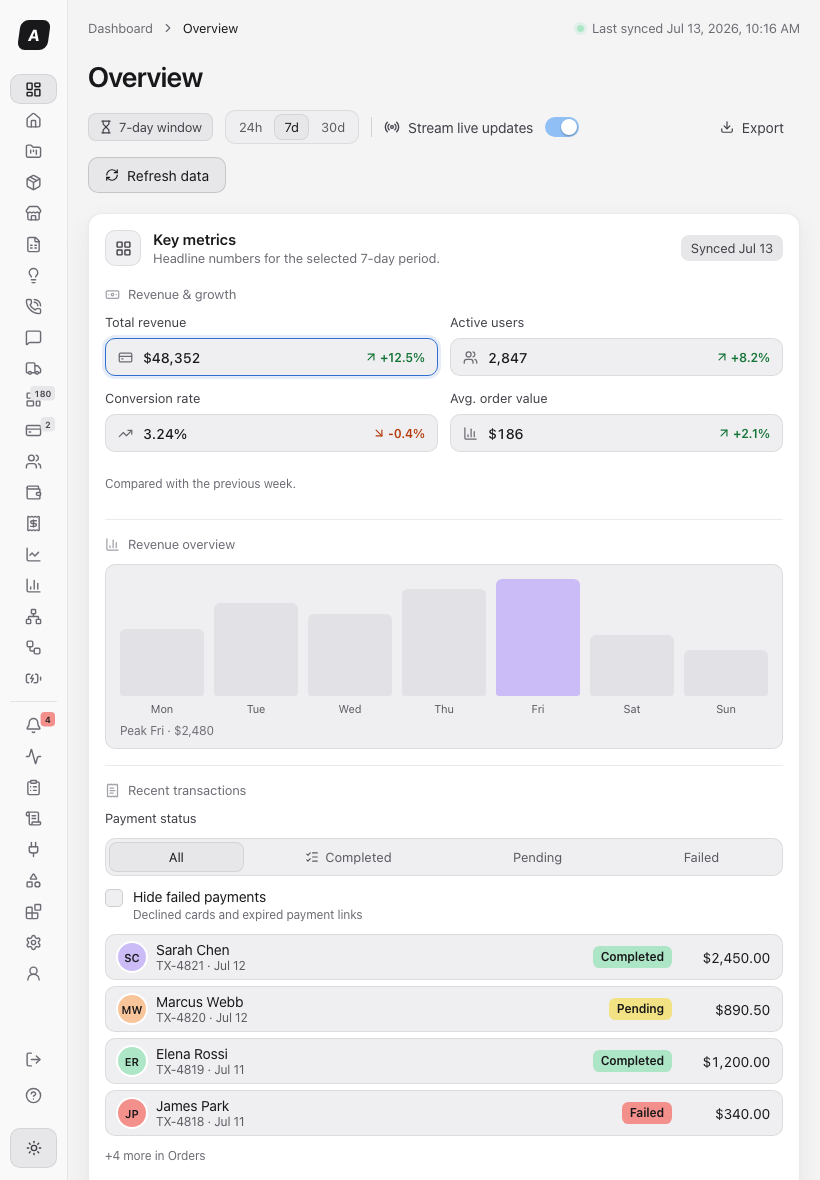 A
Dashboard
Overview
Last synced Jul 13, 2026, 10:16 AM
Overview
7-day window
24h
7d
30d
Stream live updates
Export
Refresh data
Key metrics
Headline numbers for the selected 7-day period.
Synced Jul 13
Revenue & growth
Total revenue
$48,352
+12.5%
Active users
2,847
+8.2%
Conversion rate
3.24%
-0.4%
Avg. order value
$186
+2.1%
Compared with the previous week.
Revenue overview
Mon
Tue
Wed
Thu
Fri
Sat
Sun
Peak Fri · $2,480
Recent transactions
Payment status
All
Completed
Pending
Failed
Hide failed payments
Declined cards and expired payment links
SC
Sarah Chen
TX-4821 · Jul 12
Completed
$2,450.00
MW
Marcus Webb
TX-4820 · Jul 12
Pending
$890.50
ER
Elena Rossi
TX-4819 · Jul 11
Completed
$1,200.00
JP
James Park
TX-4818 · Jul 11
Failed
$340.00
+4 more in Orders
180
2
4